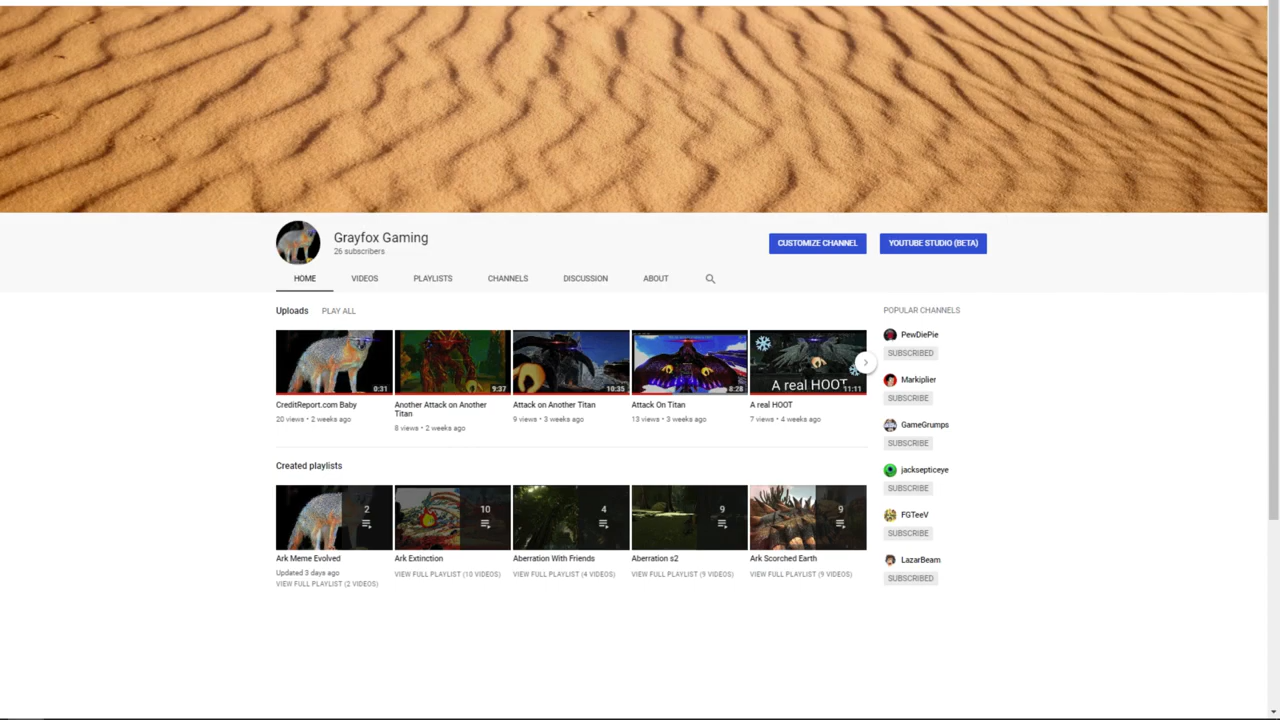 Grayfox Gaming
26 subscribers
CUSTOMIZE CHANNEL
YOUTUBE STUDIO (BETA)
HOME VIDEOS PLAYLISTS CHANNELS DISCUSSION ABOUT
Uploads PLAY ALL
0:31
CreditReport.com Baby
20 views • 2 weeks ago
9:37
Another Attack on Another
Titan
8 views • 2 weeks ago
10:35
Attack on Another Titan
9 views • 3 weeks ago
8:28
Attack On Titan
13 views • 3 weeks ago
A real HOOT
11:11
A real HOOT
7 views • 4 weeks ago
Created playlists
2
Ark Meme Evolved
Updated 3 days ago
VIEW FULL PLAYLIST (2 VIDEOS)
10
Ark Extinction
VIEW FULL PLAYLIST (10 VIDEOS)
4
Aberration With Friends
VIEW FULL PLAYLIST (4 VIDEOS)
9
Aberration s2
VIEW FULL PLAYLIST (9 VIDEOS)
9
Ark Scorched Earth
VIEW FULL PLAYLIST (9 VIDEOS)
POPULAR CHANNELS
PewDiePie
SUBSCRIBED
Markiplier
SUBSCRIBE
GameGrumps
SUBSCRIBE
jacksepticeye
SUBSCRIBE
FGTeeV
SUBSCRIBE
LazarBeam
SUBSCRIBED